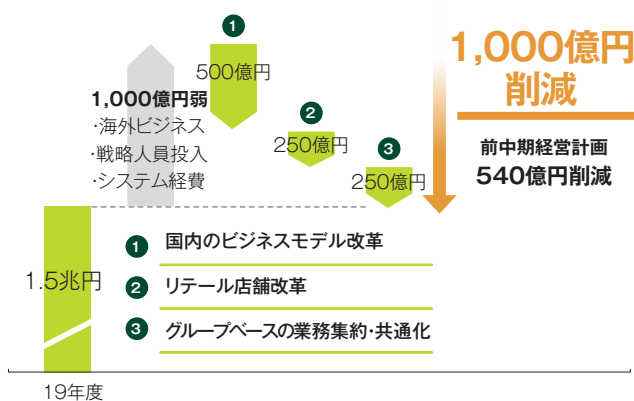 1
500億円
1,000億円弱
·海外ビジネス
·戦略人員投入
·システム経費
2
250億円
3
250億円
1,000億円
削減
前中期経営計画
540億円削減
1.5兆円
1 国内のビジネスモデル改革
2 リテール店舗改革
3 グループベースの業務集約·共通化
19年度